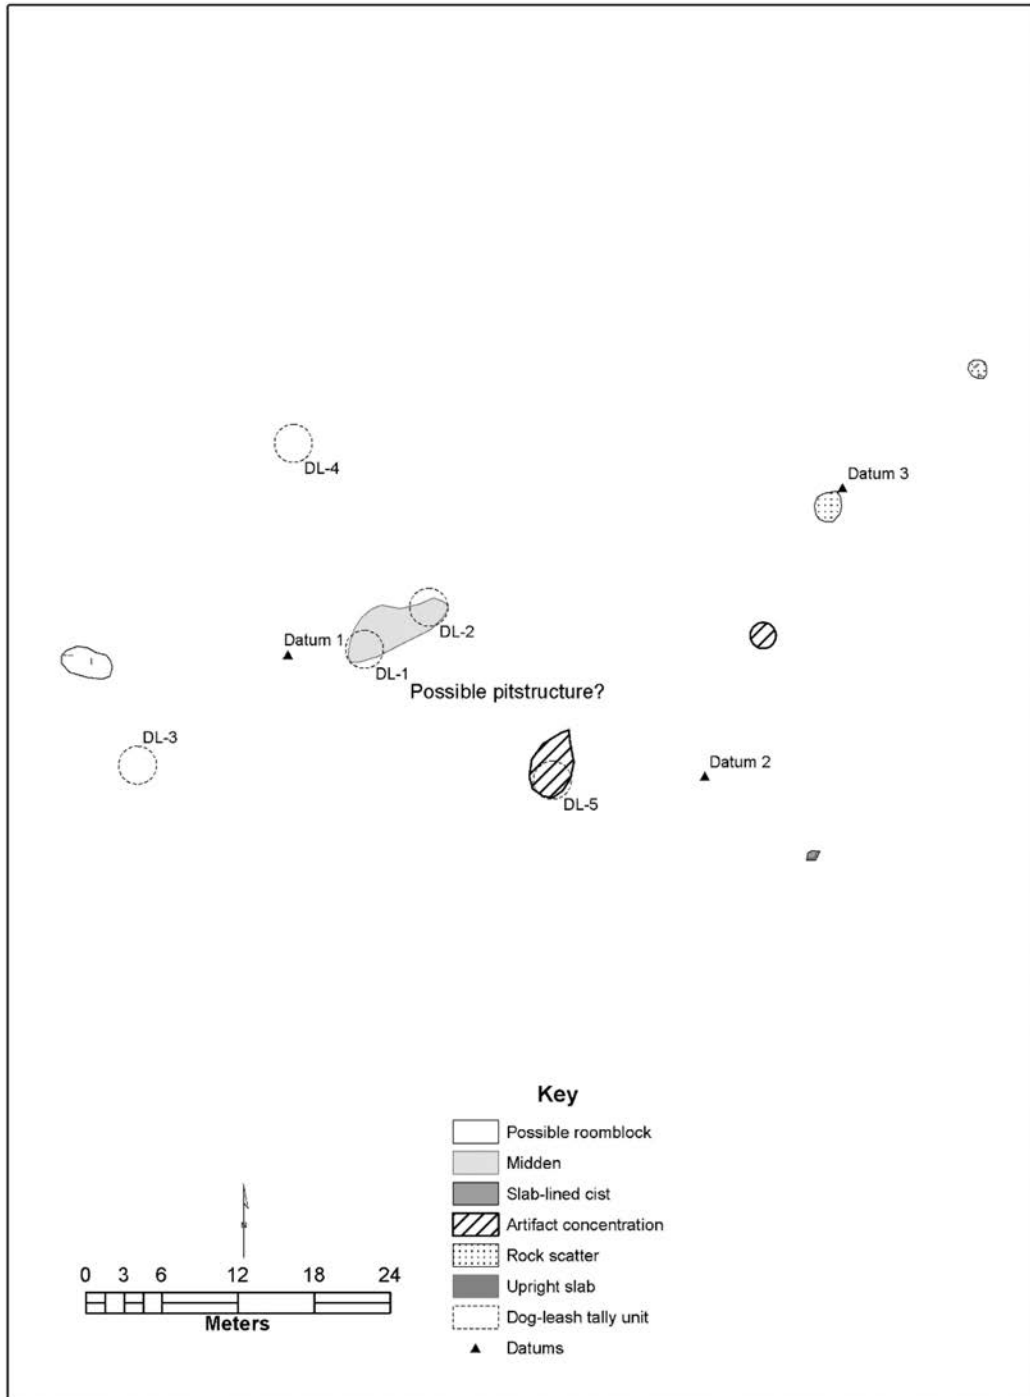 DL-4
Datum 3
Datum 1
DL-2
DL-1
Possible pitstructure?
DL-3
Datum 2
DL-5
Key
Possible roomblock
Midden
Slab-lined cist
Artifact concentration
Rock scatter
Upright slab
Dog-leash tally unit
Datums
N
0 3 6 12 18 24
Meters